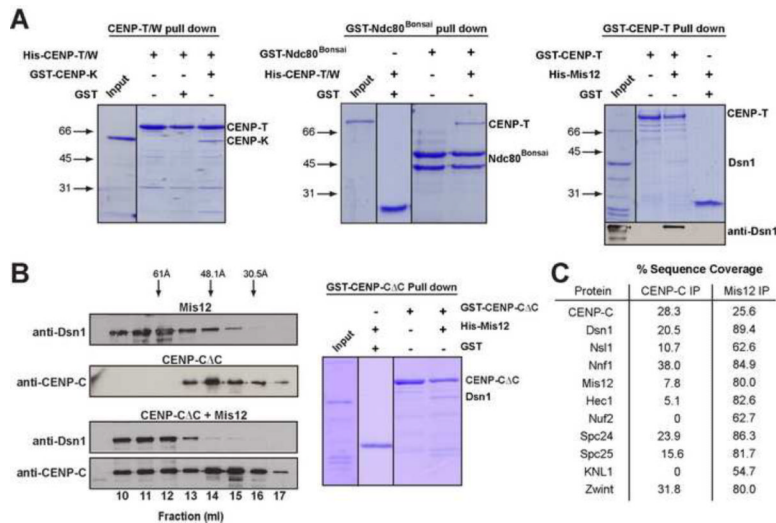 A
CENP-T/W pull down
His-CENP-T/W + + +
GST-CENP-K - - +
GST - + -
Input
66
45
31
CENP-T
CENP-K
GST-Ndc80Bonsai pull down
GST-Ndc80Bonsai - + +
His-CENP-T/W + - +
GST + - -
Input
66
45
31
CENP-T
Ndc80Bonsai
GST-CENP-T Pull down
GST-CENP-T + + -
His-Mis12 - + +
GST - - +
Input
66
45
31
CENP-T
Dsn1
anti-Dsn1
B
61Å 48.1Å 30.5Å
Mis12
anti-Dsn1
CENP-CΔC
anti-CENP-C
CENP-CΔC + Mis12
anti-Dsn1
anti-CENP-C
10 11 12 13 14 15 16 17
Fraction (ml)
GST-CENP-CΔC Pull down
- + + GST-CENP-CΔC
+ - + His-Mis12
+ - - GST
Input
CENP-CΔC
Dsn1
C
% Sequence Coverage
Protein CENP-C IP Mis12 IP
CENP-C 28.3 25.6
Dsn1 20.5 89.4
Nsl1 10.7 62.6
Nnf1 38.0 84.9
Mis12 7.8 80.0
Hec1 5.1 82.6
Nuf2 0 62.7
Spc24 23.9 86.3
Spc25 15.6 81.7
KNL1 0 54.7
Zwint 31.8 80.0